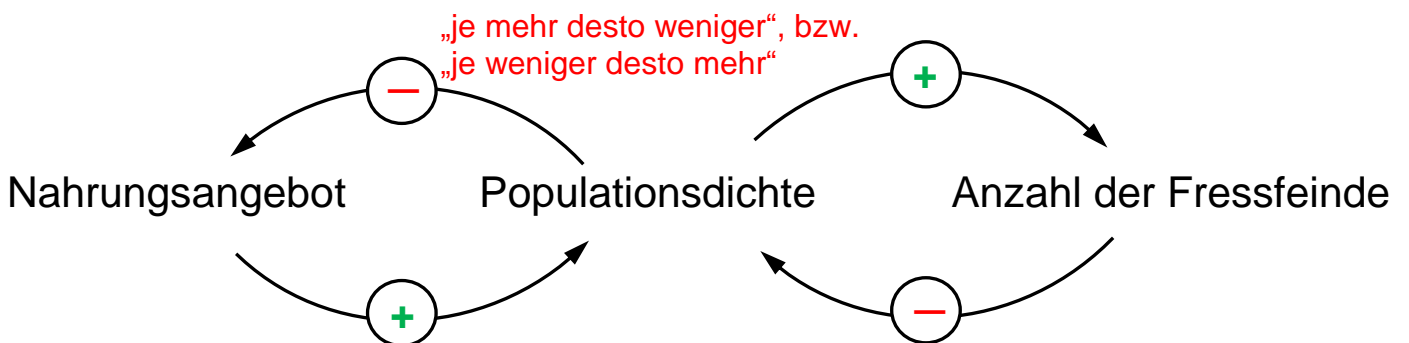 „je mehr desto weniger“, bzw.
„je weniger desto mehr“
– +
Nahrungsangebot Populationsdichte Anzahl der Fressfeinde
+ –